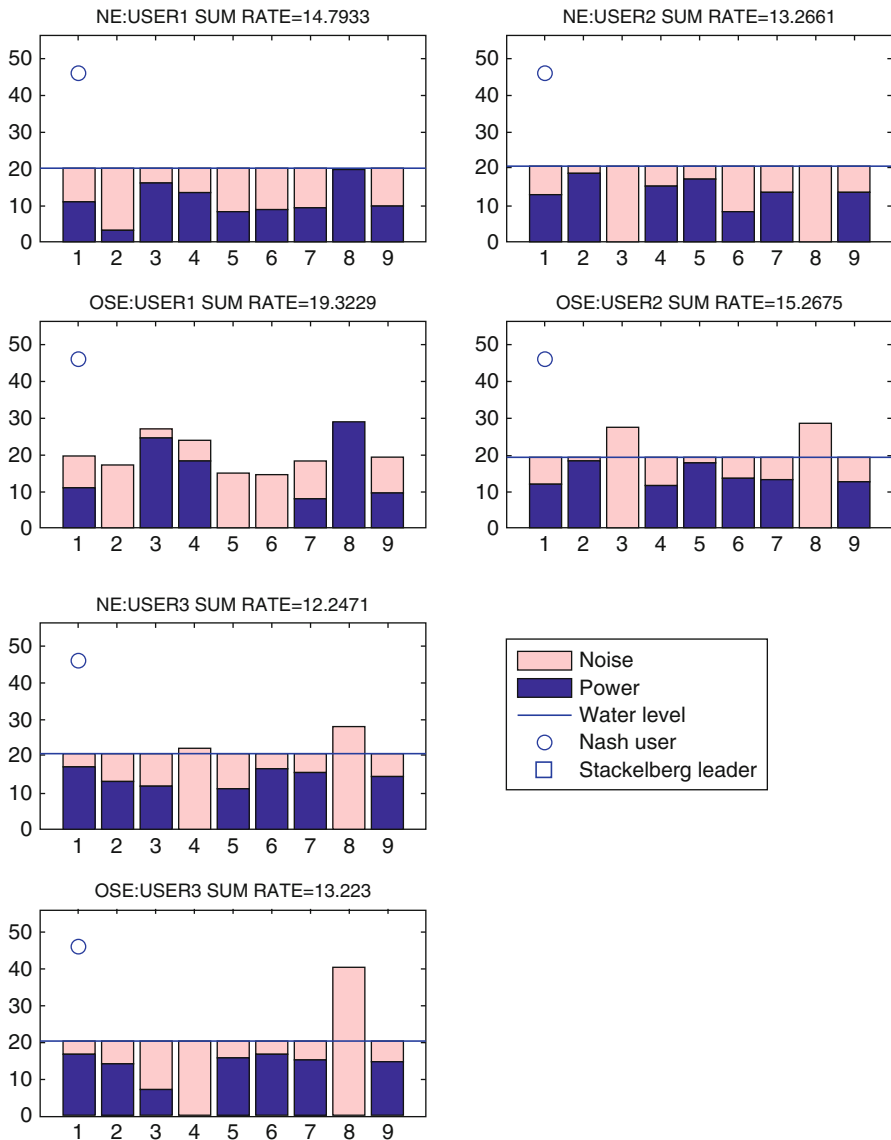 NE:USER1 SUM RATE=14.7933
50
40
30
20
10
0
1 2 3 4 5 6 7 8 9
NE:USER2 SUM RATE=13.2661
50
40
30
20
10
0
1 2 3 4 5 6 7 8 9
OSE:USER1 SUM RATE=19.3229
50
40
30
20
10
0
1 2 3 4 5 6 7 8 9
OSE:USER2 SUM RATE=15.2675
50
40
30
20
10
0
1 2 3 4 5 6 7 8 9
NE:USER3 SUM RATE=12.2471
50
40
30
20
10
0
1 2 3 4 5 6 7 8 9
Noise
Power
Water level
Nash user
Stackelberg leader
OSE:USER3 SUM RATE=13.223
50
40
30
20
10
0
1 2 3 4 5 6 7 8 9